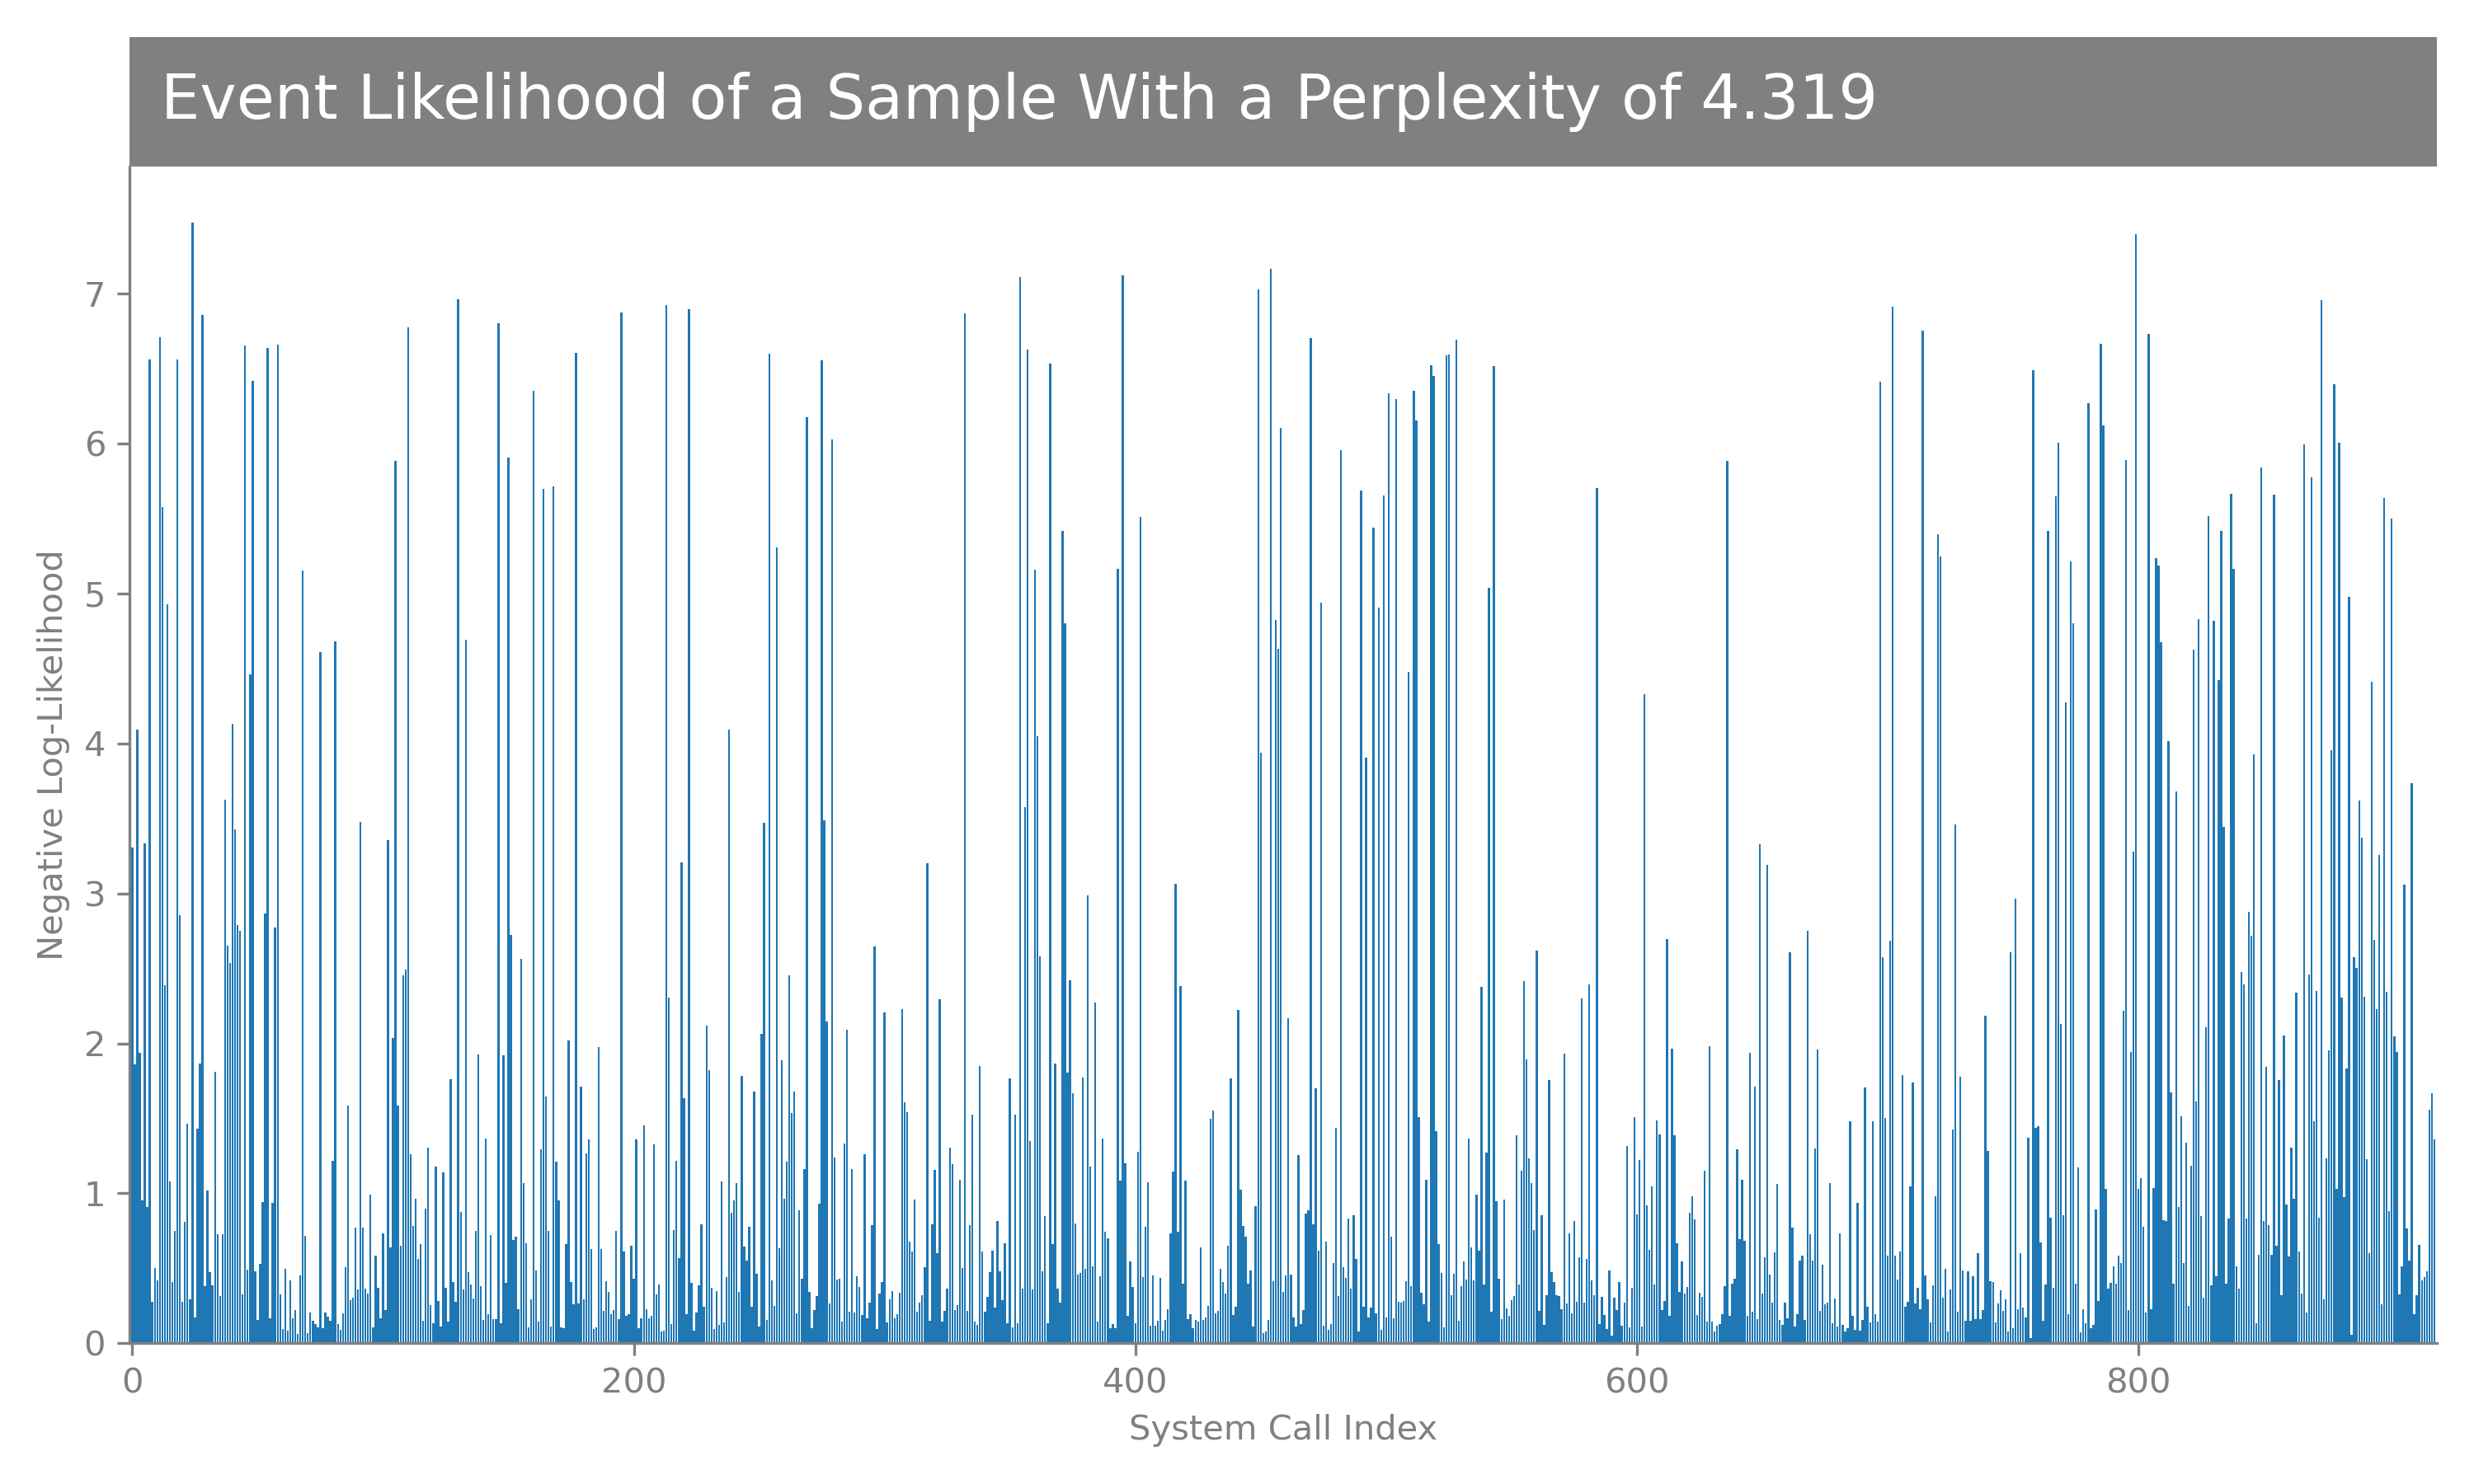 Event Likelihood of a Sample With a Perplexity of 4.319
Negative Log-Likelihood
7
6
5
4
3
2
1
0
0 200 400 600 800
System Call Index